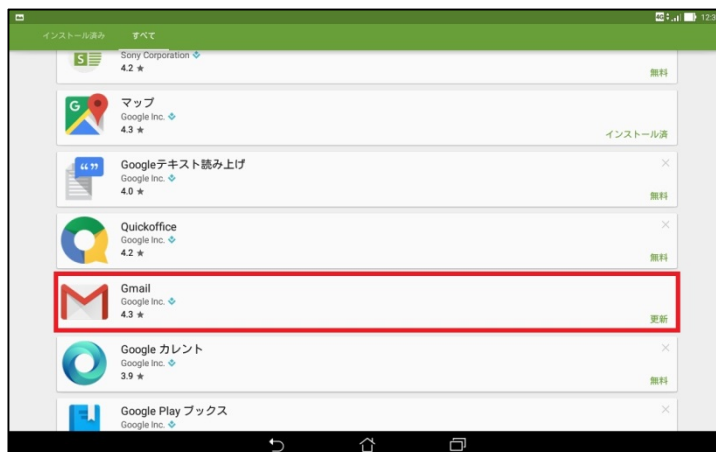 4G 12:3
インストール済み すべて
Sony Corporation
4.2 ★
無料
マップ
Google Inc.
4.3 ★
インストール済
Googleテキスト読み上げ
Google Inc.
4.0 ★
無料
Quickoffice
Google Inc.
4.2 ★
無料
Gmail
Google Inc.
4.3 ★
更新
Google カレント
Google Inc.
3.9 ★
無料
Google Play ブックス
Google Inc.